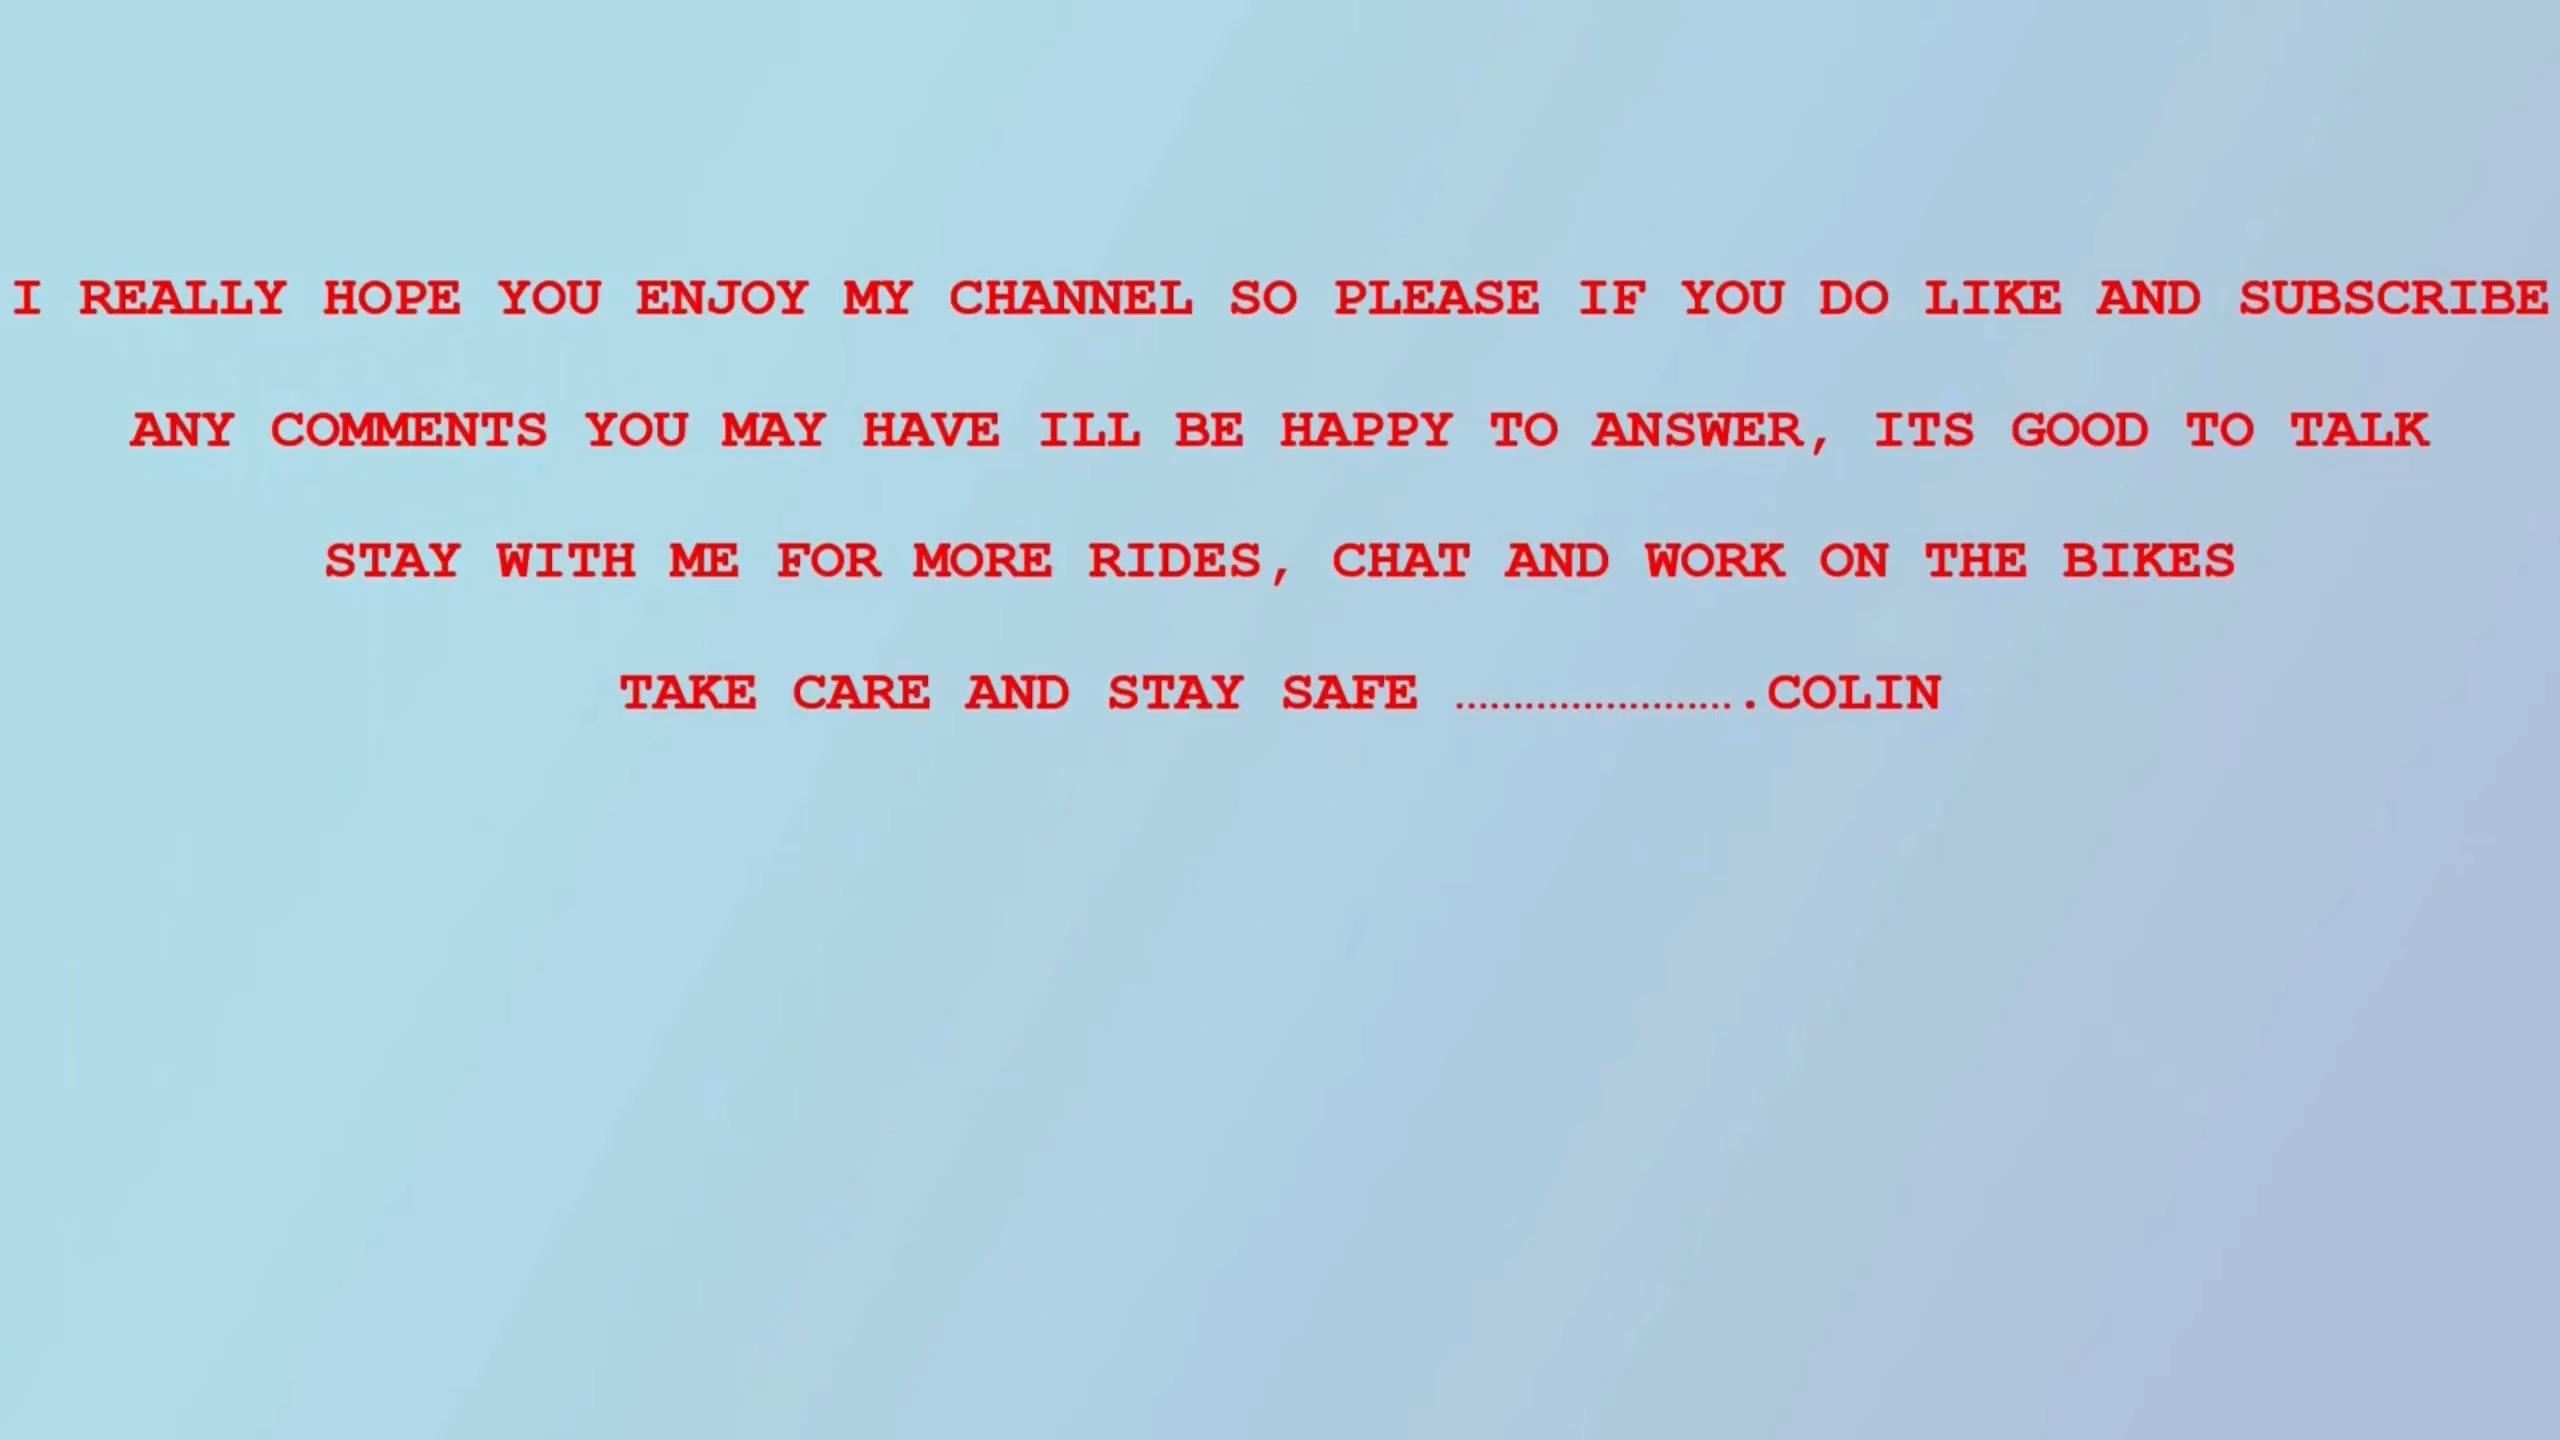 I REALLY HOPE YOU ENJOY MY CHANNEL SO PLEASE IF YOU DO LIKE AND SUBSCRIBE
ANY COMMENTS YOU MAY HAVE ILL BE HAPPY TO ANSWER, ITS GOOD TO TALK
STAY WITH ME FOR MORE RIDES, CHAT AND WORK ON THE BIKES
TAKE CARE AND STAY SAFE ……………………….COLIN